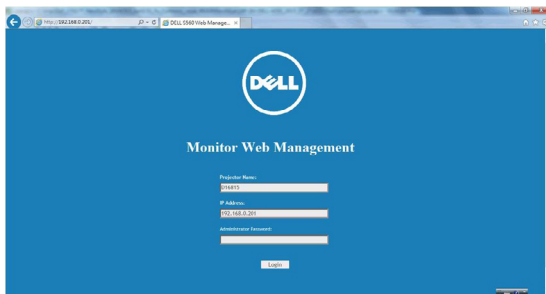 http://192.168.0.201/
DELL S560 Web Manage...
DELL
Monitor Web Management
Projector Name:
IP Address:
192.168.0.201
Administrator Password:
Login